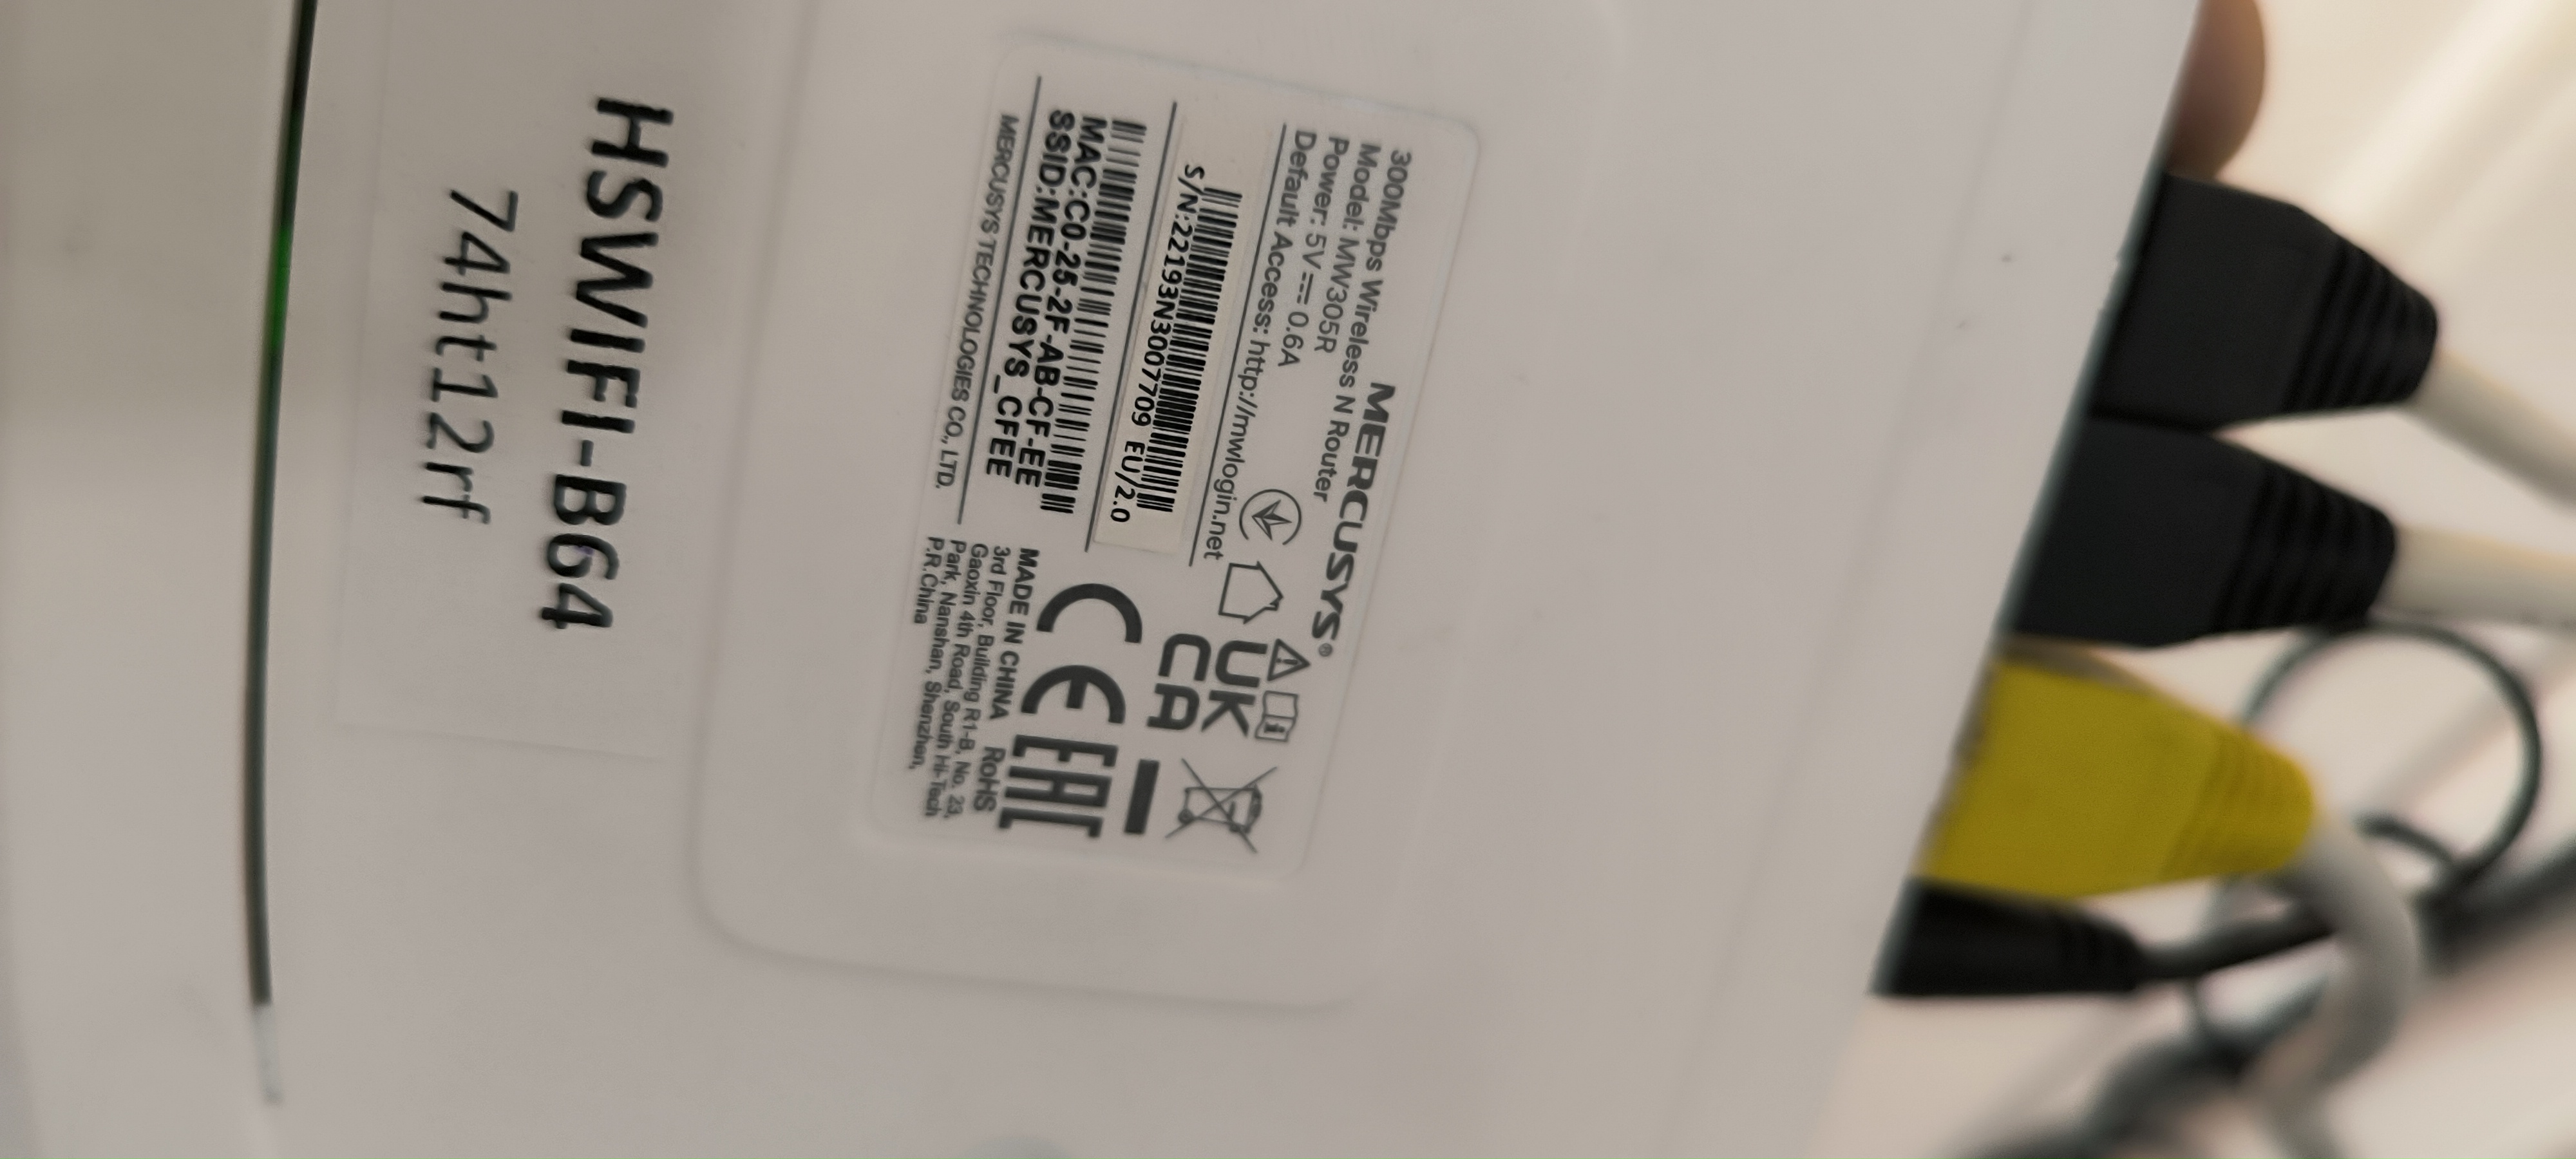 MERCUSYS®
300Mbps Wireless N Router
Model: MW305R
Power: 5V⎓0.6A
Default Access: http://mwlogin.net
S/N:22193N3007709 EU/2.0
MAC:C0-25-2F-AB-CF-EE
SSID:MERCUSYS_CFEE
MERCUSYS TECHNOLOGIES CO., LTD.
UK
CA
CE
EAC
MADE IN CHINA RoHS
3rd Floor, Building R1-B, No. 23,
Gaoxin 4th Road, South Hi-Tech
Park, Nanshan, Shenzhen,
P.R.China
HSWIFI-B64
74ht12rf